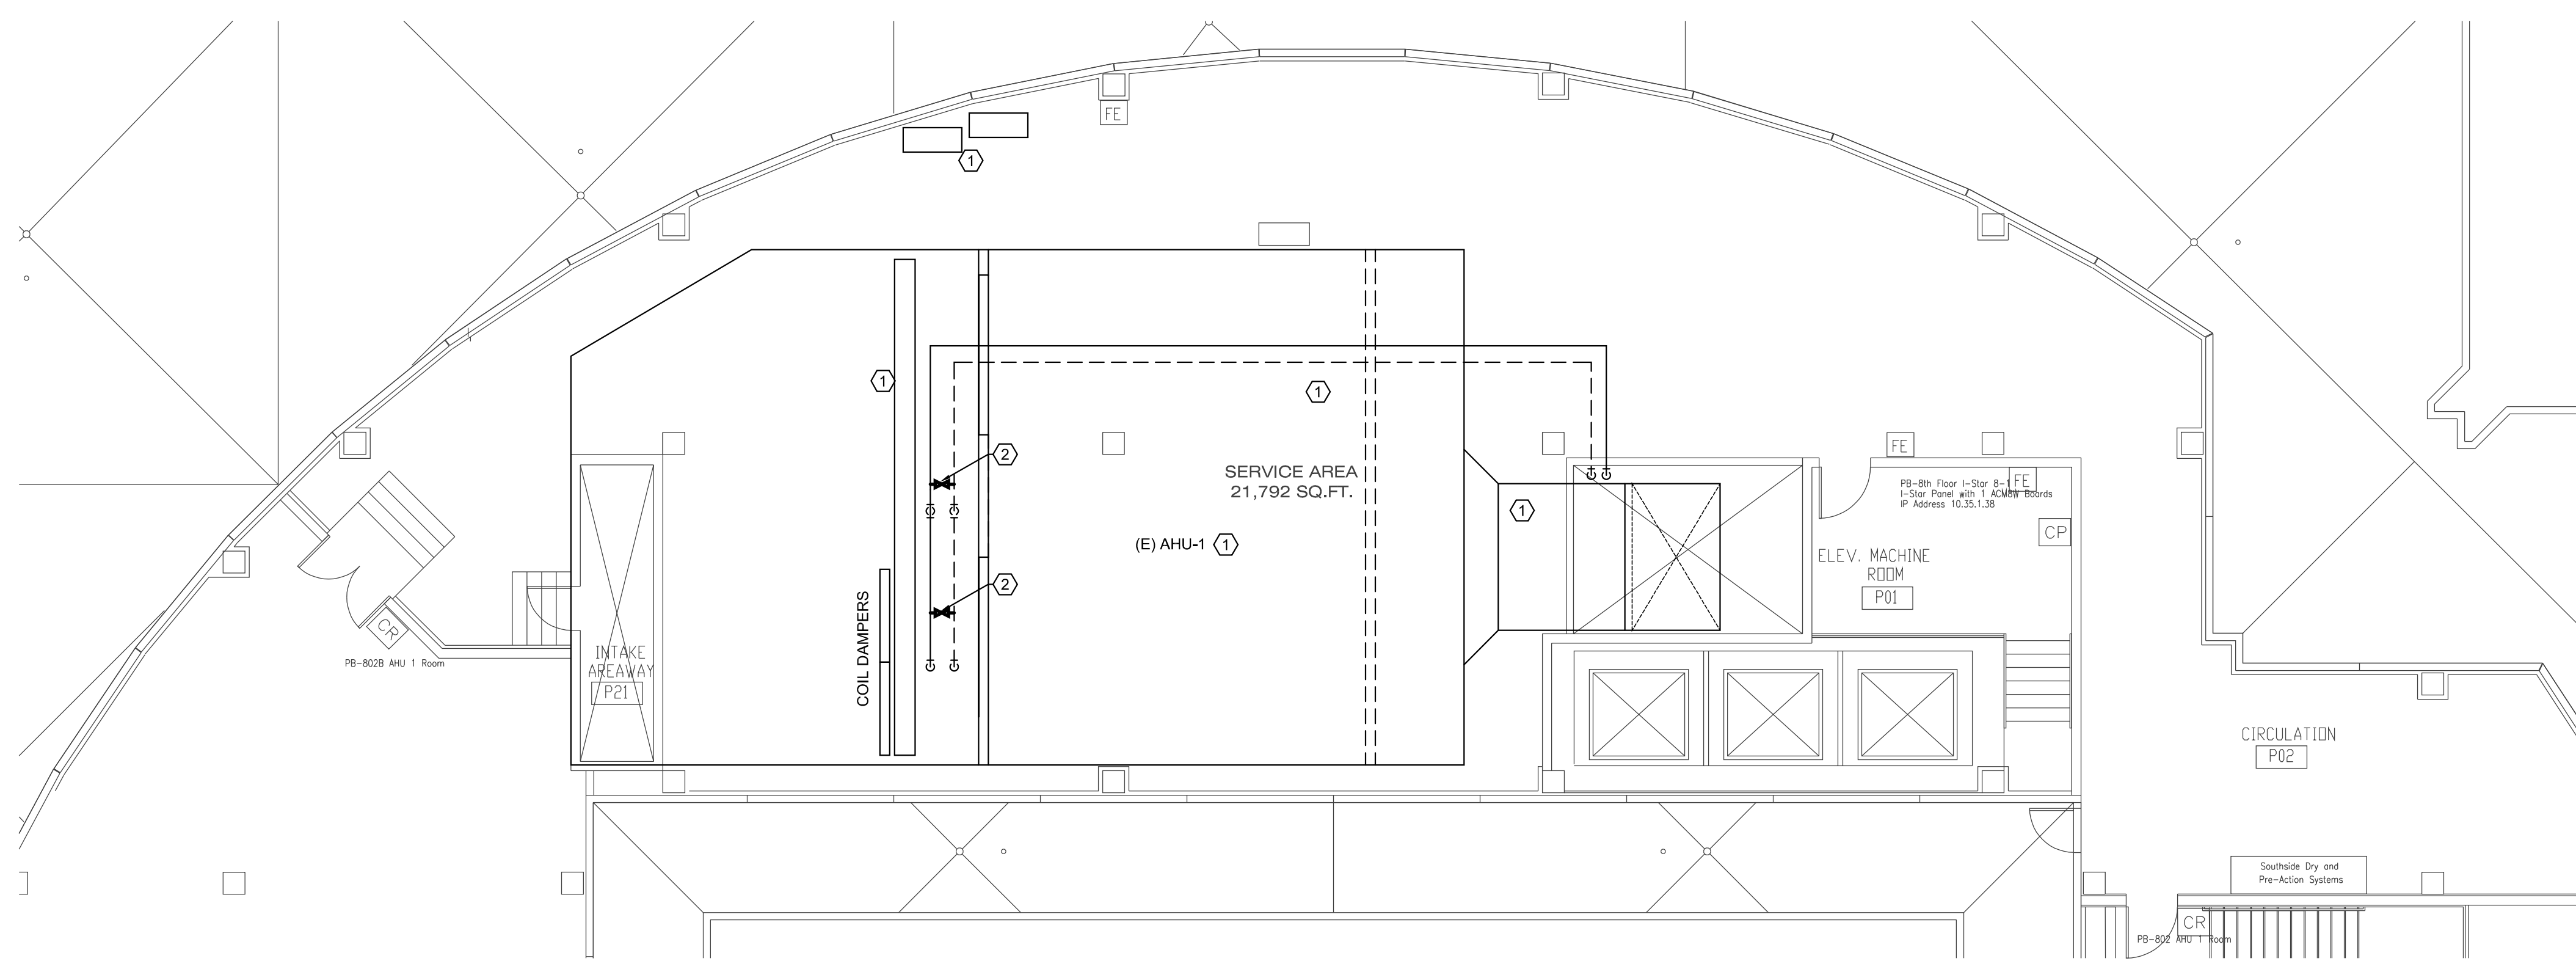 FE
1
1
1
2
SERVICE AREA
21,792 SQ.FT.
FE
FE
PB-8th Floor I-Star 8-1
I-Star Panel with 1 ACM8W Boards
IP Address 10.35.1.38
1
(E) AHU-1 1
CP
ELEV. MACHINE
ROOM
P01
2
COIL DAMPERS
CR
PB-802B AHU 1 Room
INTAKE
AREAWAY
P21
CIRCULATION
P02
Southside Dry and
Pre-Action Systems
CR
PB-802 AHU 1 Room